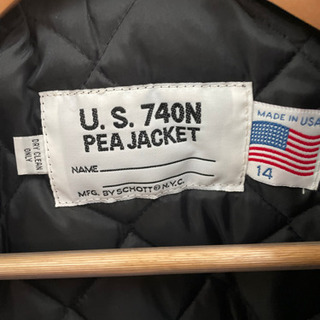 U.S. 740N
PEA JACKET
NAME
MFG. BY SCHOTT N.Y.C.
DRY CLEAN
ONLY
MADE IN USA
14